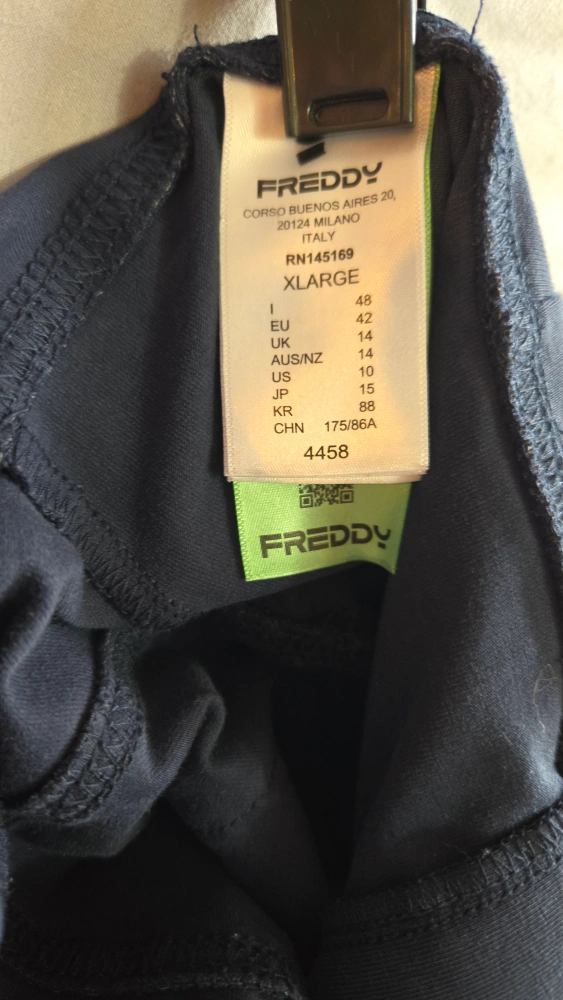 FREDDY
CORSO BUENOS AIRES 20,
20124 MILANO
ITALY
RN145169
XLARGE
I 48
EU 42
UK 14
AUS/NZ 14
US 10
JP 15
KR 88
CHN 175/86A
4458
FREDDY